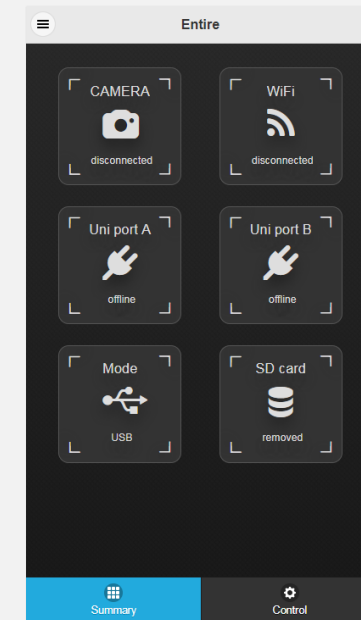 Entire
CAMERA
disconnected
WiFi
disconnected
Uni port A
offline
Uni port B
offline
Mode
USB
SD card
removed
Summary
Control